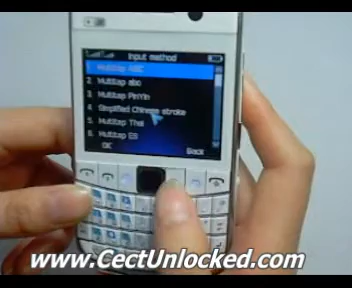 Input method
1 Multitap ABC
2 Multitap abc
3 Multitap PinYin
4 Simplified Chinese stroke
5 Multitap Thai
6 Multitap ES
OK Back
www.CectUnlocked.com